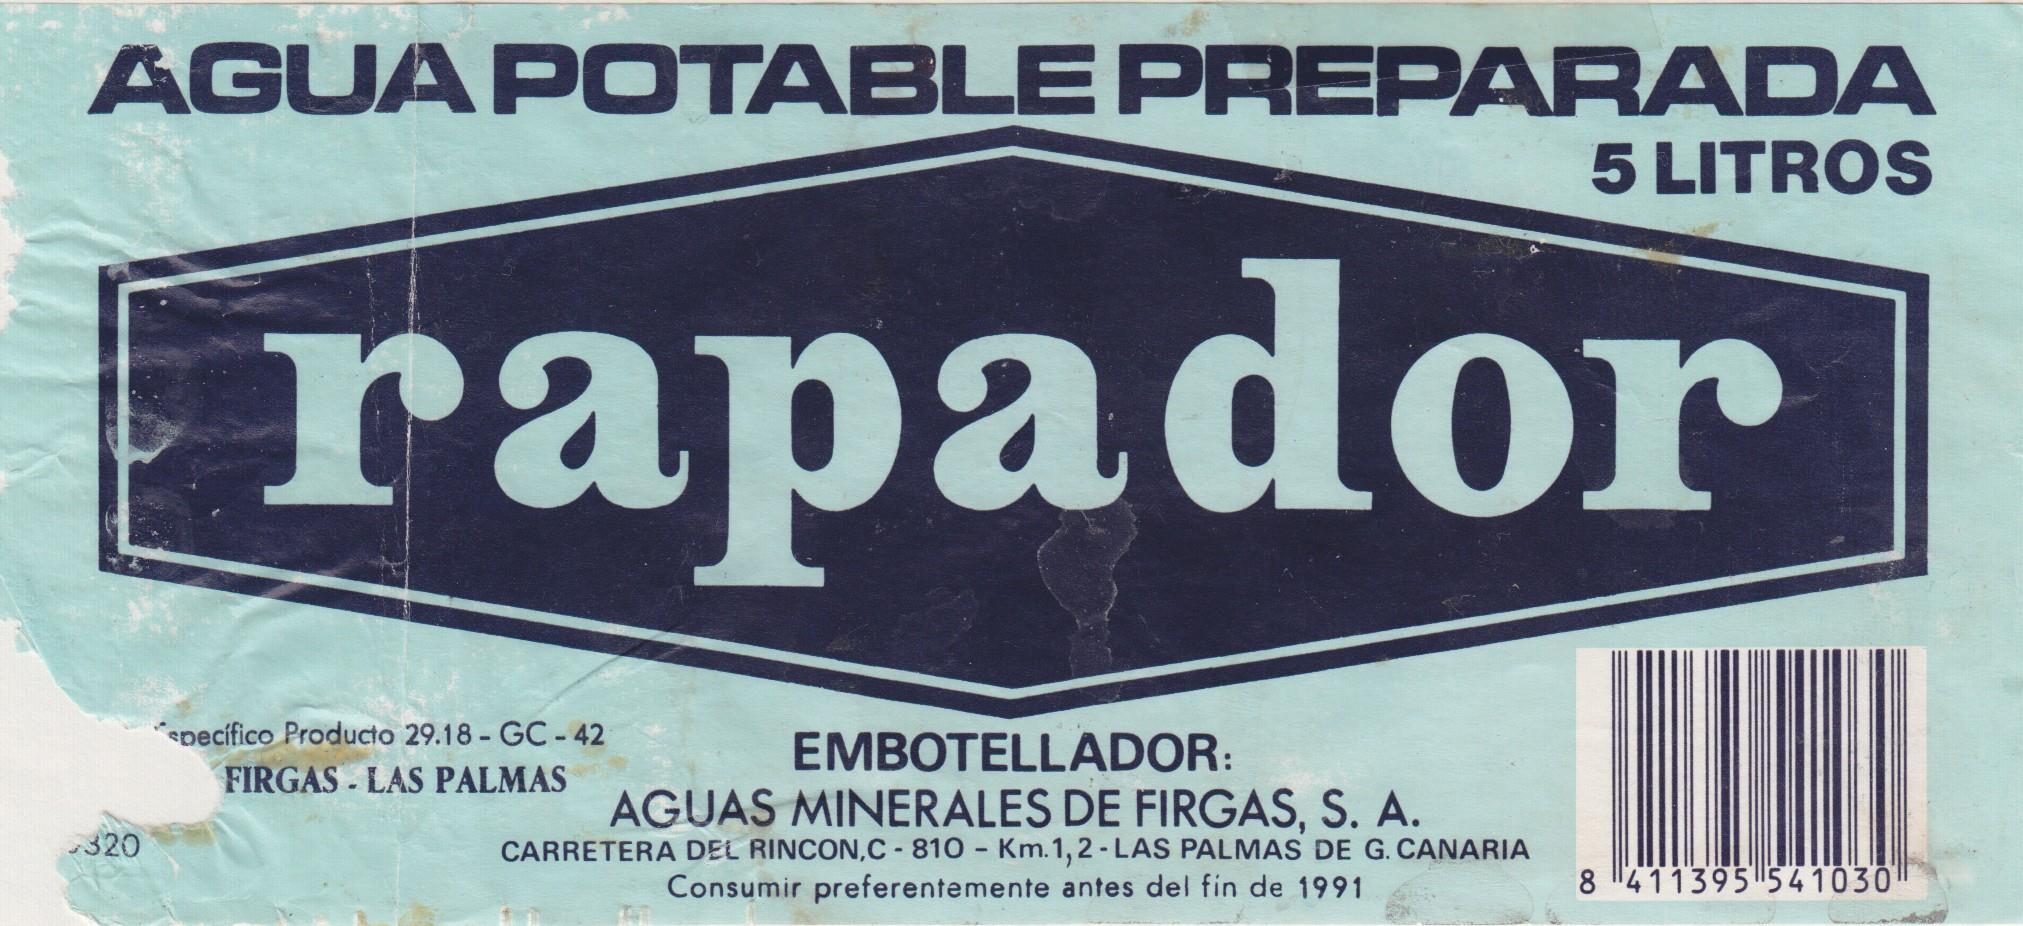 AGUA POTABLE PREPARADA
5 LITROS
rapador
específico Producto 29.18 - GC - 42
FIRGAS - LAS PALMAS
320
EMBOTELLADOR:
AGUAS MINERALES DE FIRGAS, S. A.
CARRETERA DEL RINCON,C - 810 - Km.1,2 - LAS PALMAS DE G. CANARIA
Consumir preferentemente antes del fín de 1991
8 411395 541030